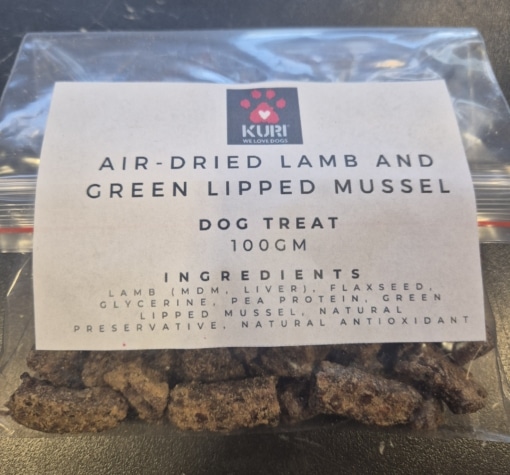 KURI
WE LOVE DOGS
AIR-DRIED LAMB AND
GREEN LIPPED MUSSEL
DOG TREAT
100GM
INGREDIENTS
LAMB (MDM, LIVER), FLAXSEED,
GLYCERINE, PEA PROTEIN, GREEN
LIPPED MUSSEL, NATURAL
PRESERVATIVE, NATURAL ANTIOXIDANT